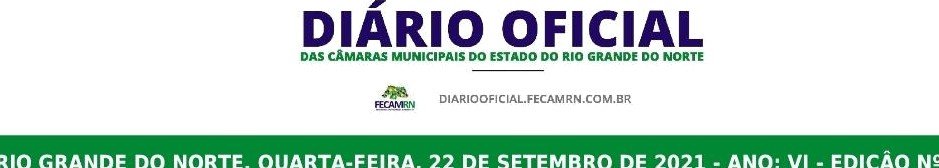 DIÁRIO OFICIAL
DAS CÂMARAS MUNICIPAIS DO ESTADO DO RIO GRANDE DO NORTE
FECAMRN
DIARIOOFICIAL.FECAMRN.COM.BR
RIO GRANDE DO NORTE, QUARTA-FEIRA, 22 DE SETEMBRO DE 2021 - ANO: VI - EDIÇÃO Nº